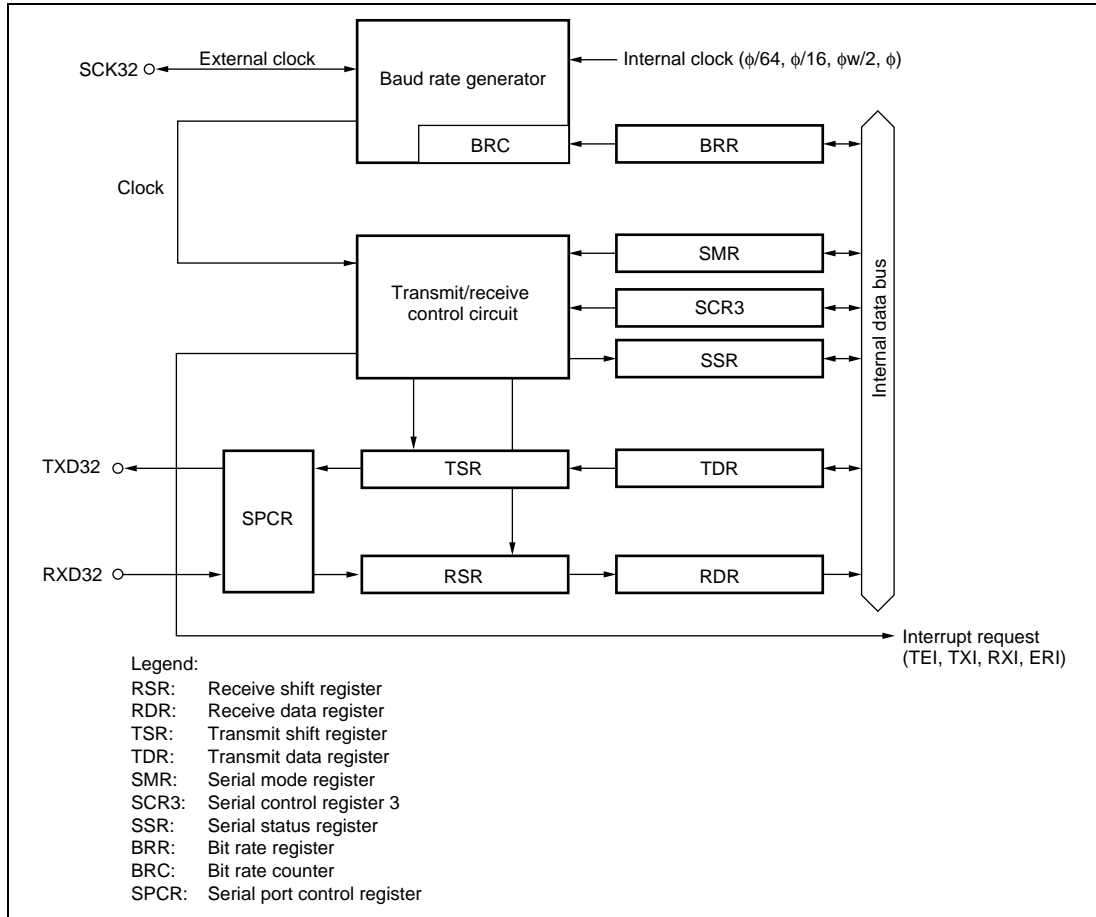 SCK32
External clock
Baud rate generator
Internal clock (ϕ/64, ϕ/16, ϕw/2, ϕ)
BRC
BRR
Clock
Transmit/receive
control circuit
SMR
SCR3
SSR
Internal data bus
TXD32
SPCR
TSR
TDR
RXD32
RSR
RDR
Interrupt request
(TEI, TXI, RXI, ERI)
Legend:
RSR: Receive shift register
RDR: Receive data register
TSR: Transmit shift register
TDR: Transmit data register
SMR: Serial mode register
SCR3: Serial control register 3
SSR: Serial status register
BRR: Bit rate register
BRC: Bit rate counter
SPCR: Serial port control register